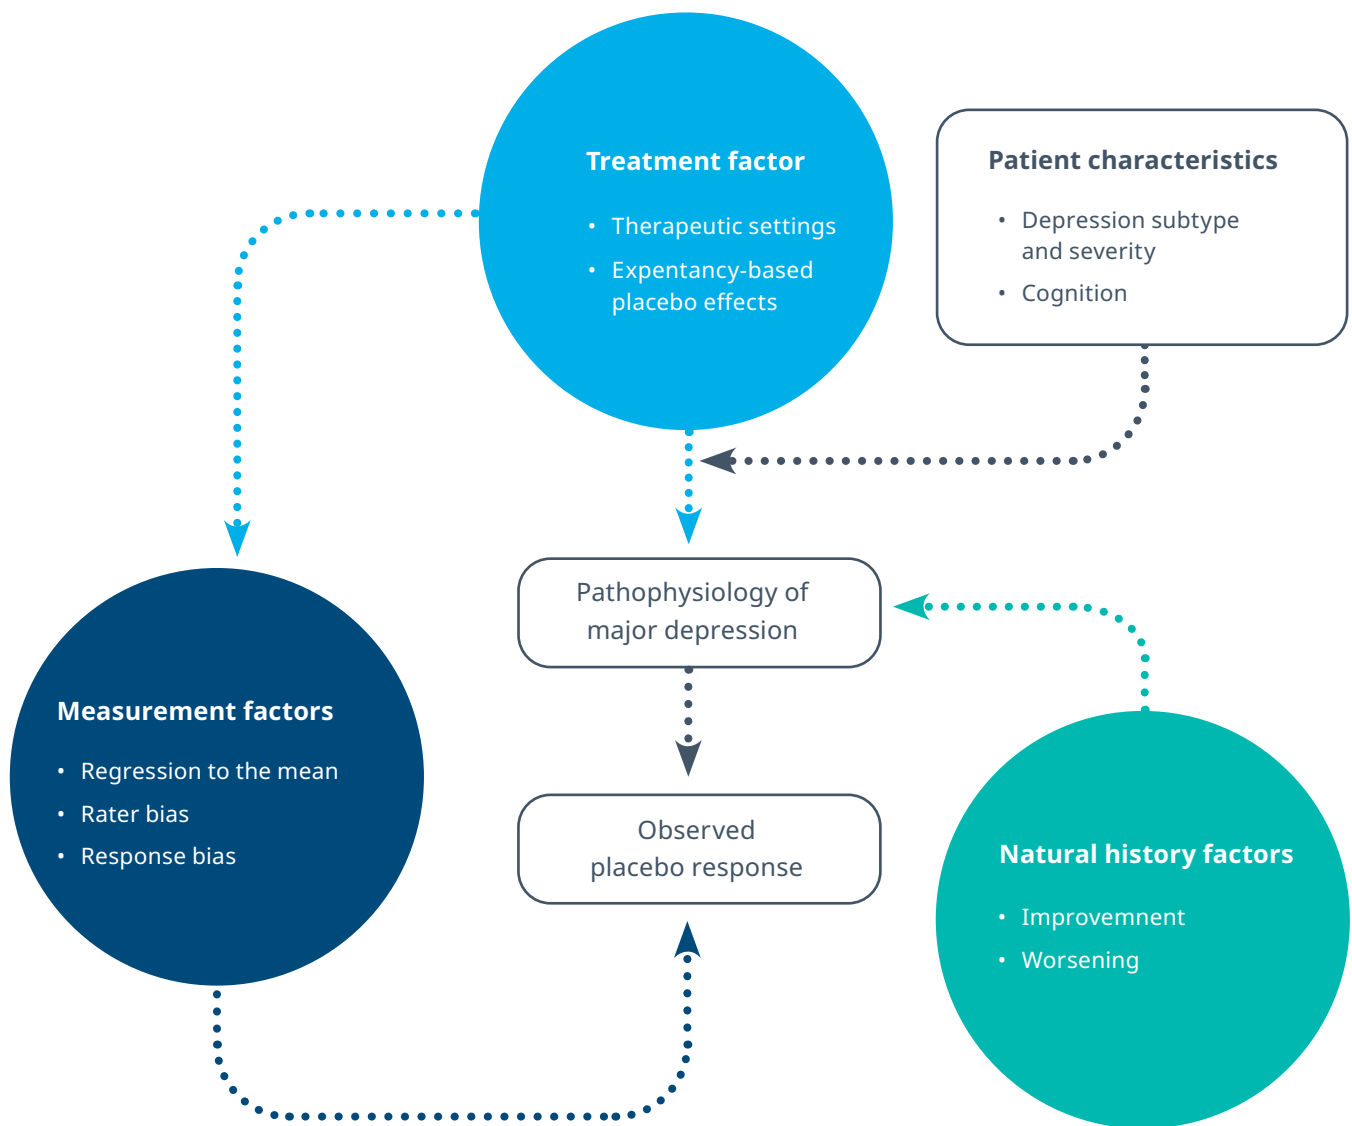 Treatment factor
• Therapeutic settings
• Expentancy-based
placebo effects
Patient characteristics
• Depression subtype
and severity
• Cognition
Pathophysiology of
major depression
Measurement factors
• Regression to the mean
• Rater bias
• Response bias
Observed
placebo response
Natural history factors
• Improvemnent
• Worsening